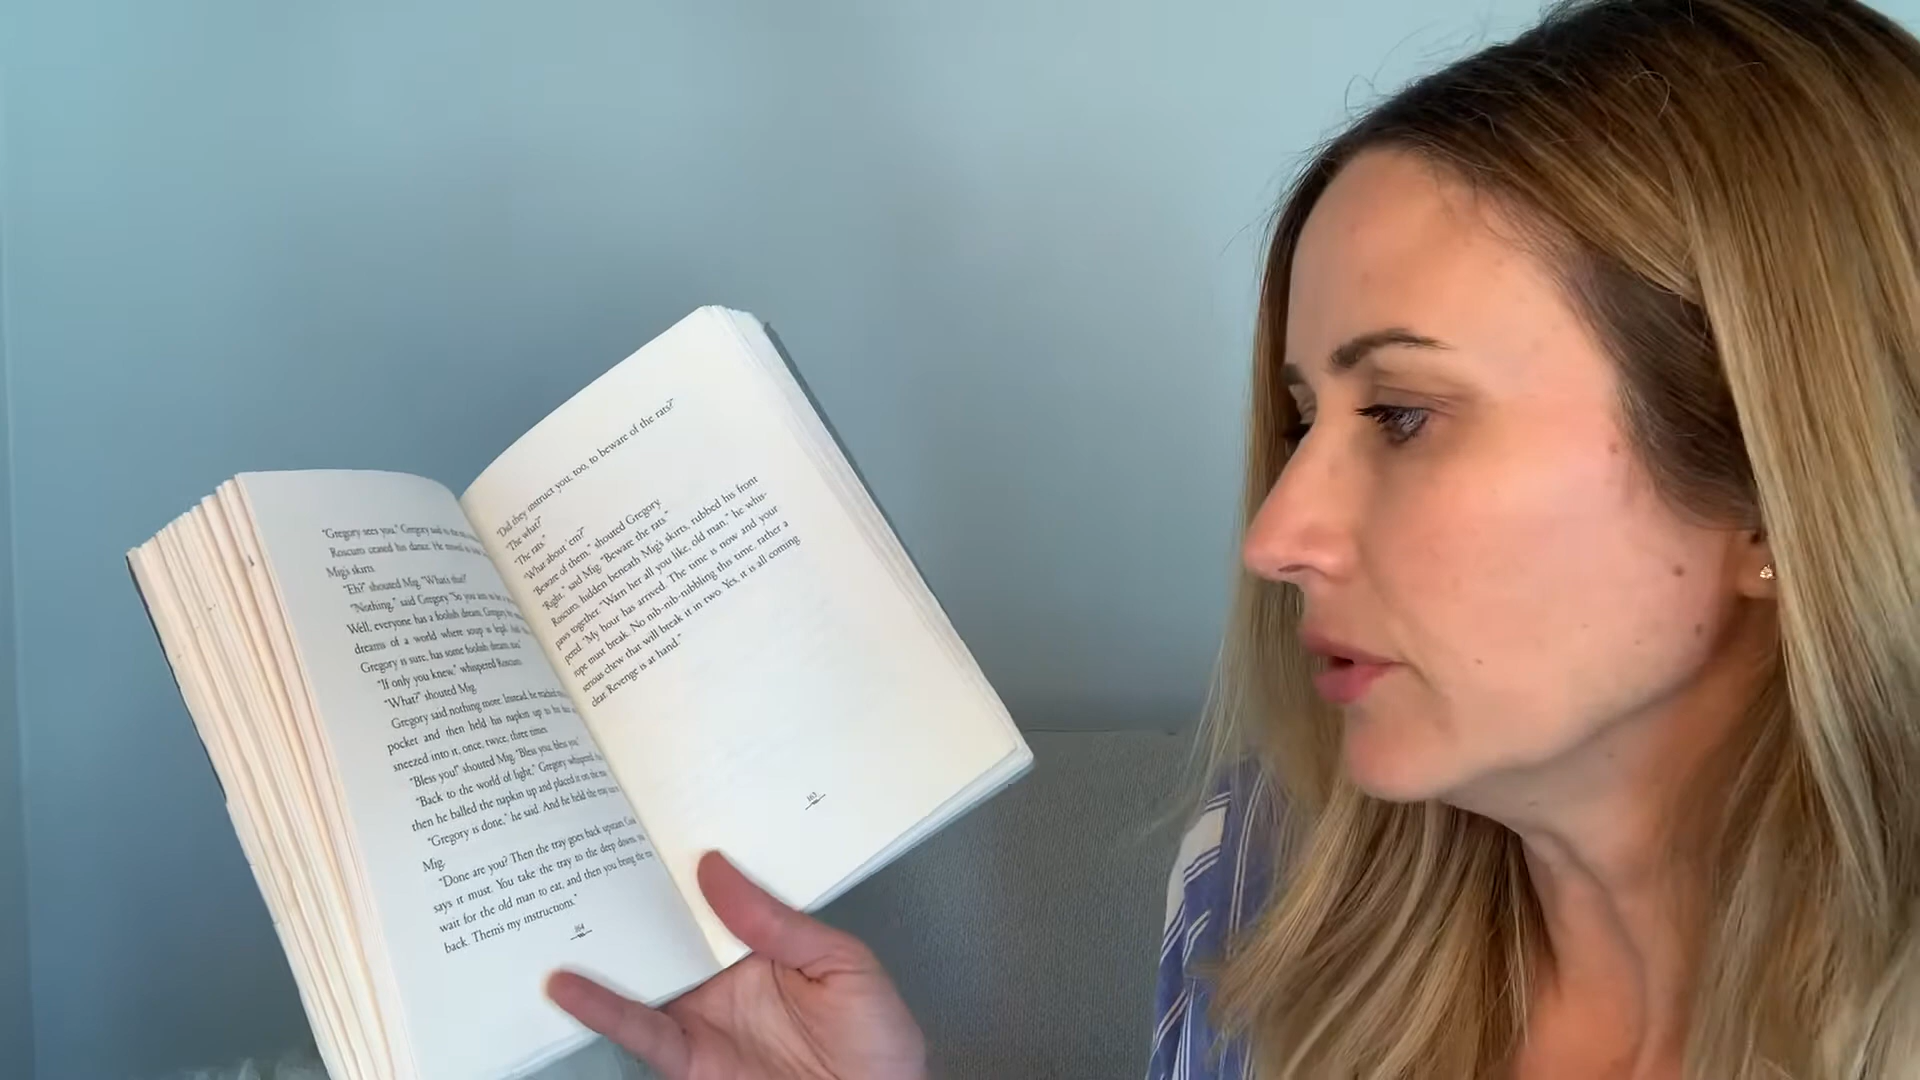 "Gregory sees you," Gregory said to the
Roscuro ceased his dance. He moved
Mig's skirts.
"Eh?" shouted Mig. "What's that?"
"Nothing," said Gregory. "So you aim to be
Well, everyone has a foolish dream. Gregory,
dreams of a world where soup is legal. And
Gregory is sure, has some foolish dream, too."
"If only you knew," whispered Roscuro.
"What?" shouted Mig.
Gregory said nothing more. Instead, he reached
pocket and then held his napkin up to his
sneezed into it, once, twice, three times.
"Bless you!" shouted Mig. "Bless you, bless you."
"Back to the world of light," Gregory whispered.
then he balled the napkin up and placed it on the
"Gregory is done," he said. And he held the tray
Mig.
"Done are you? Then the tray goes back upstairs.
says it must. You take the tray to the deep down, you
wait for the old man to eat, and then you bring the
back. Them's my instructions."
164
"Did they instruct you, too, to beware of the rats?"
"The what?"
"The rats."
"What about 'em?"
"Beware of them," shouted Gregory.
"Right," said Mig. "Beware the rats."
Roscuro, hidden beneath Mig's skirts, rubbed his front
paws together. "Warn her all you like, old man," he whis-
pered. "My hour has arrived. The time is now and your
rope must break. No nib-nib-nibbling this time, rather a
serious chew that will break it in two. Yes, it is all coming
clear. Revenge is at hand."